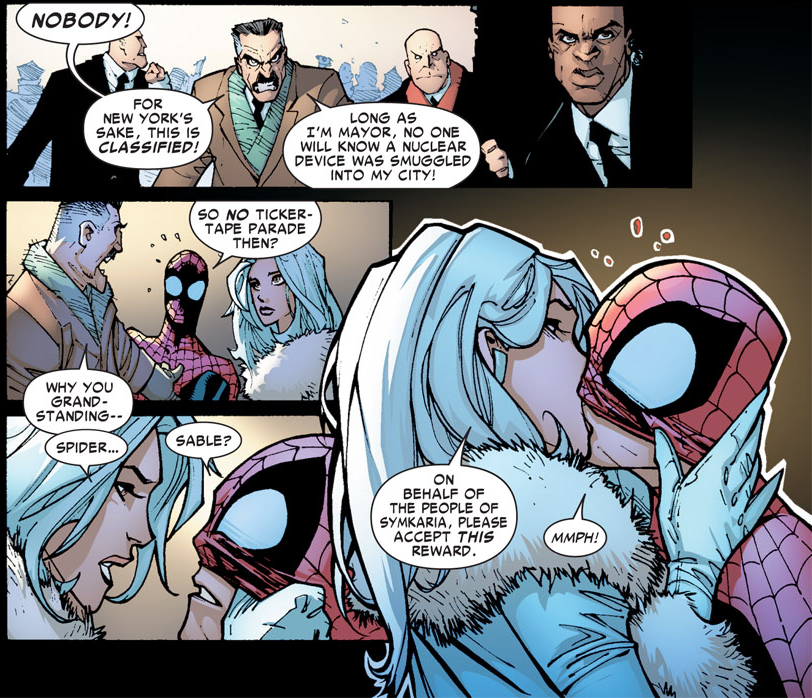 NOBODY!
FOR
NEW YORK'S
SAKE, THIS IS
CLASSIFIED!
LONG AS
I'M MAYOR, NO ONE
WILL KNOW A NUCLEAR
DEVICE WAS SMUGGLED
INTO MY CITY!
SO NO TICKER-
TAPE PARADE
THEN?
WHY YOU
GRAND-
STANDING--
SPIDER...
SABLE?
ON
BEHALF OF
THE PEOPLE OF
SYMKARIA, PLEASE
ACCEPT THIS
REWARD.
MMPH!